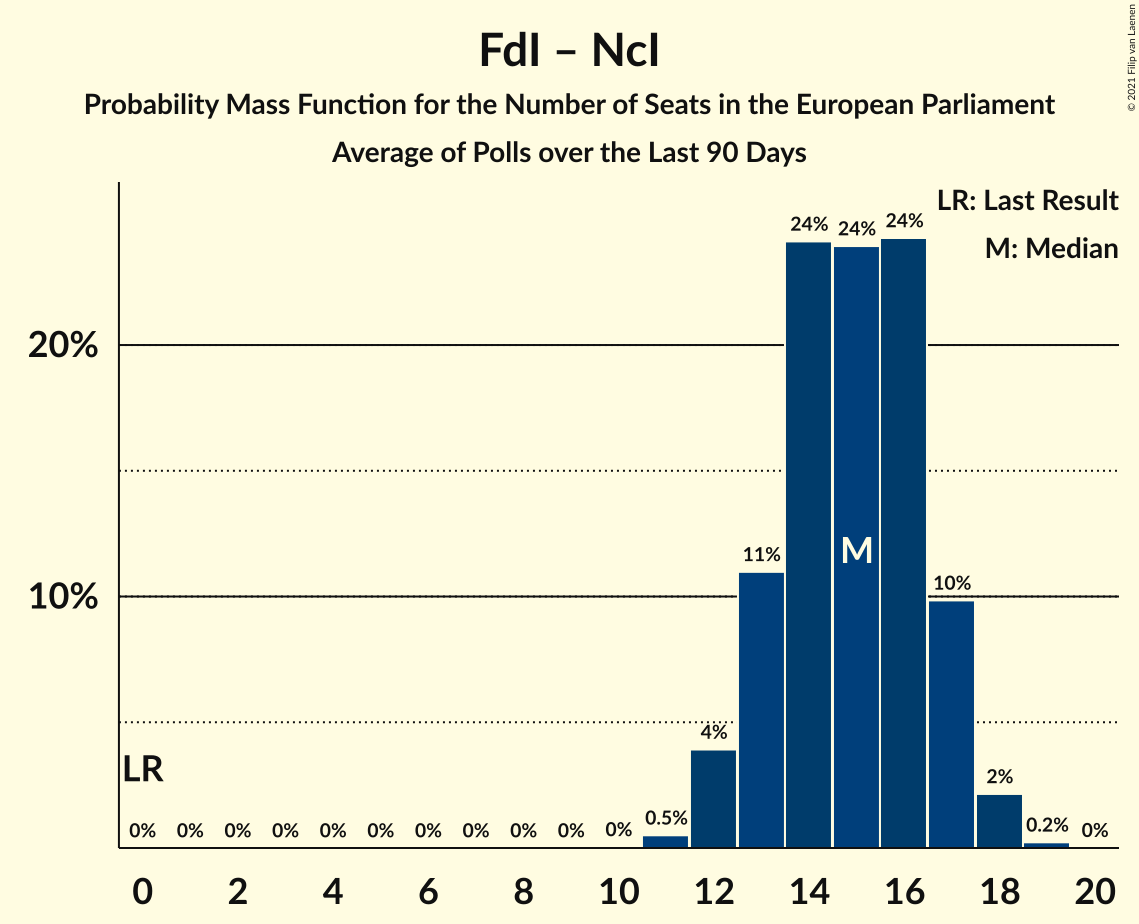 FdI – NcI
Probability Mass Function for the Number of Seats in the European Parliament
Average of Polls over the Last 90 Days
© 2021 Filip van Laenen
LR: Last Result
M: Median
20%
10%
LR
0%
0%
0%
0%
0%
0%
0%
0%
0%
0%
0%
0.5%
4%
11%
24%
24%
24%
10%
2%
0.2%
0%
M
0 2 4 6 8 10 12 14 16 18 20